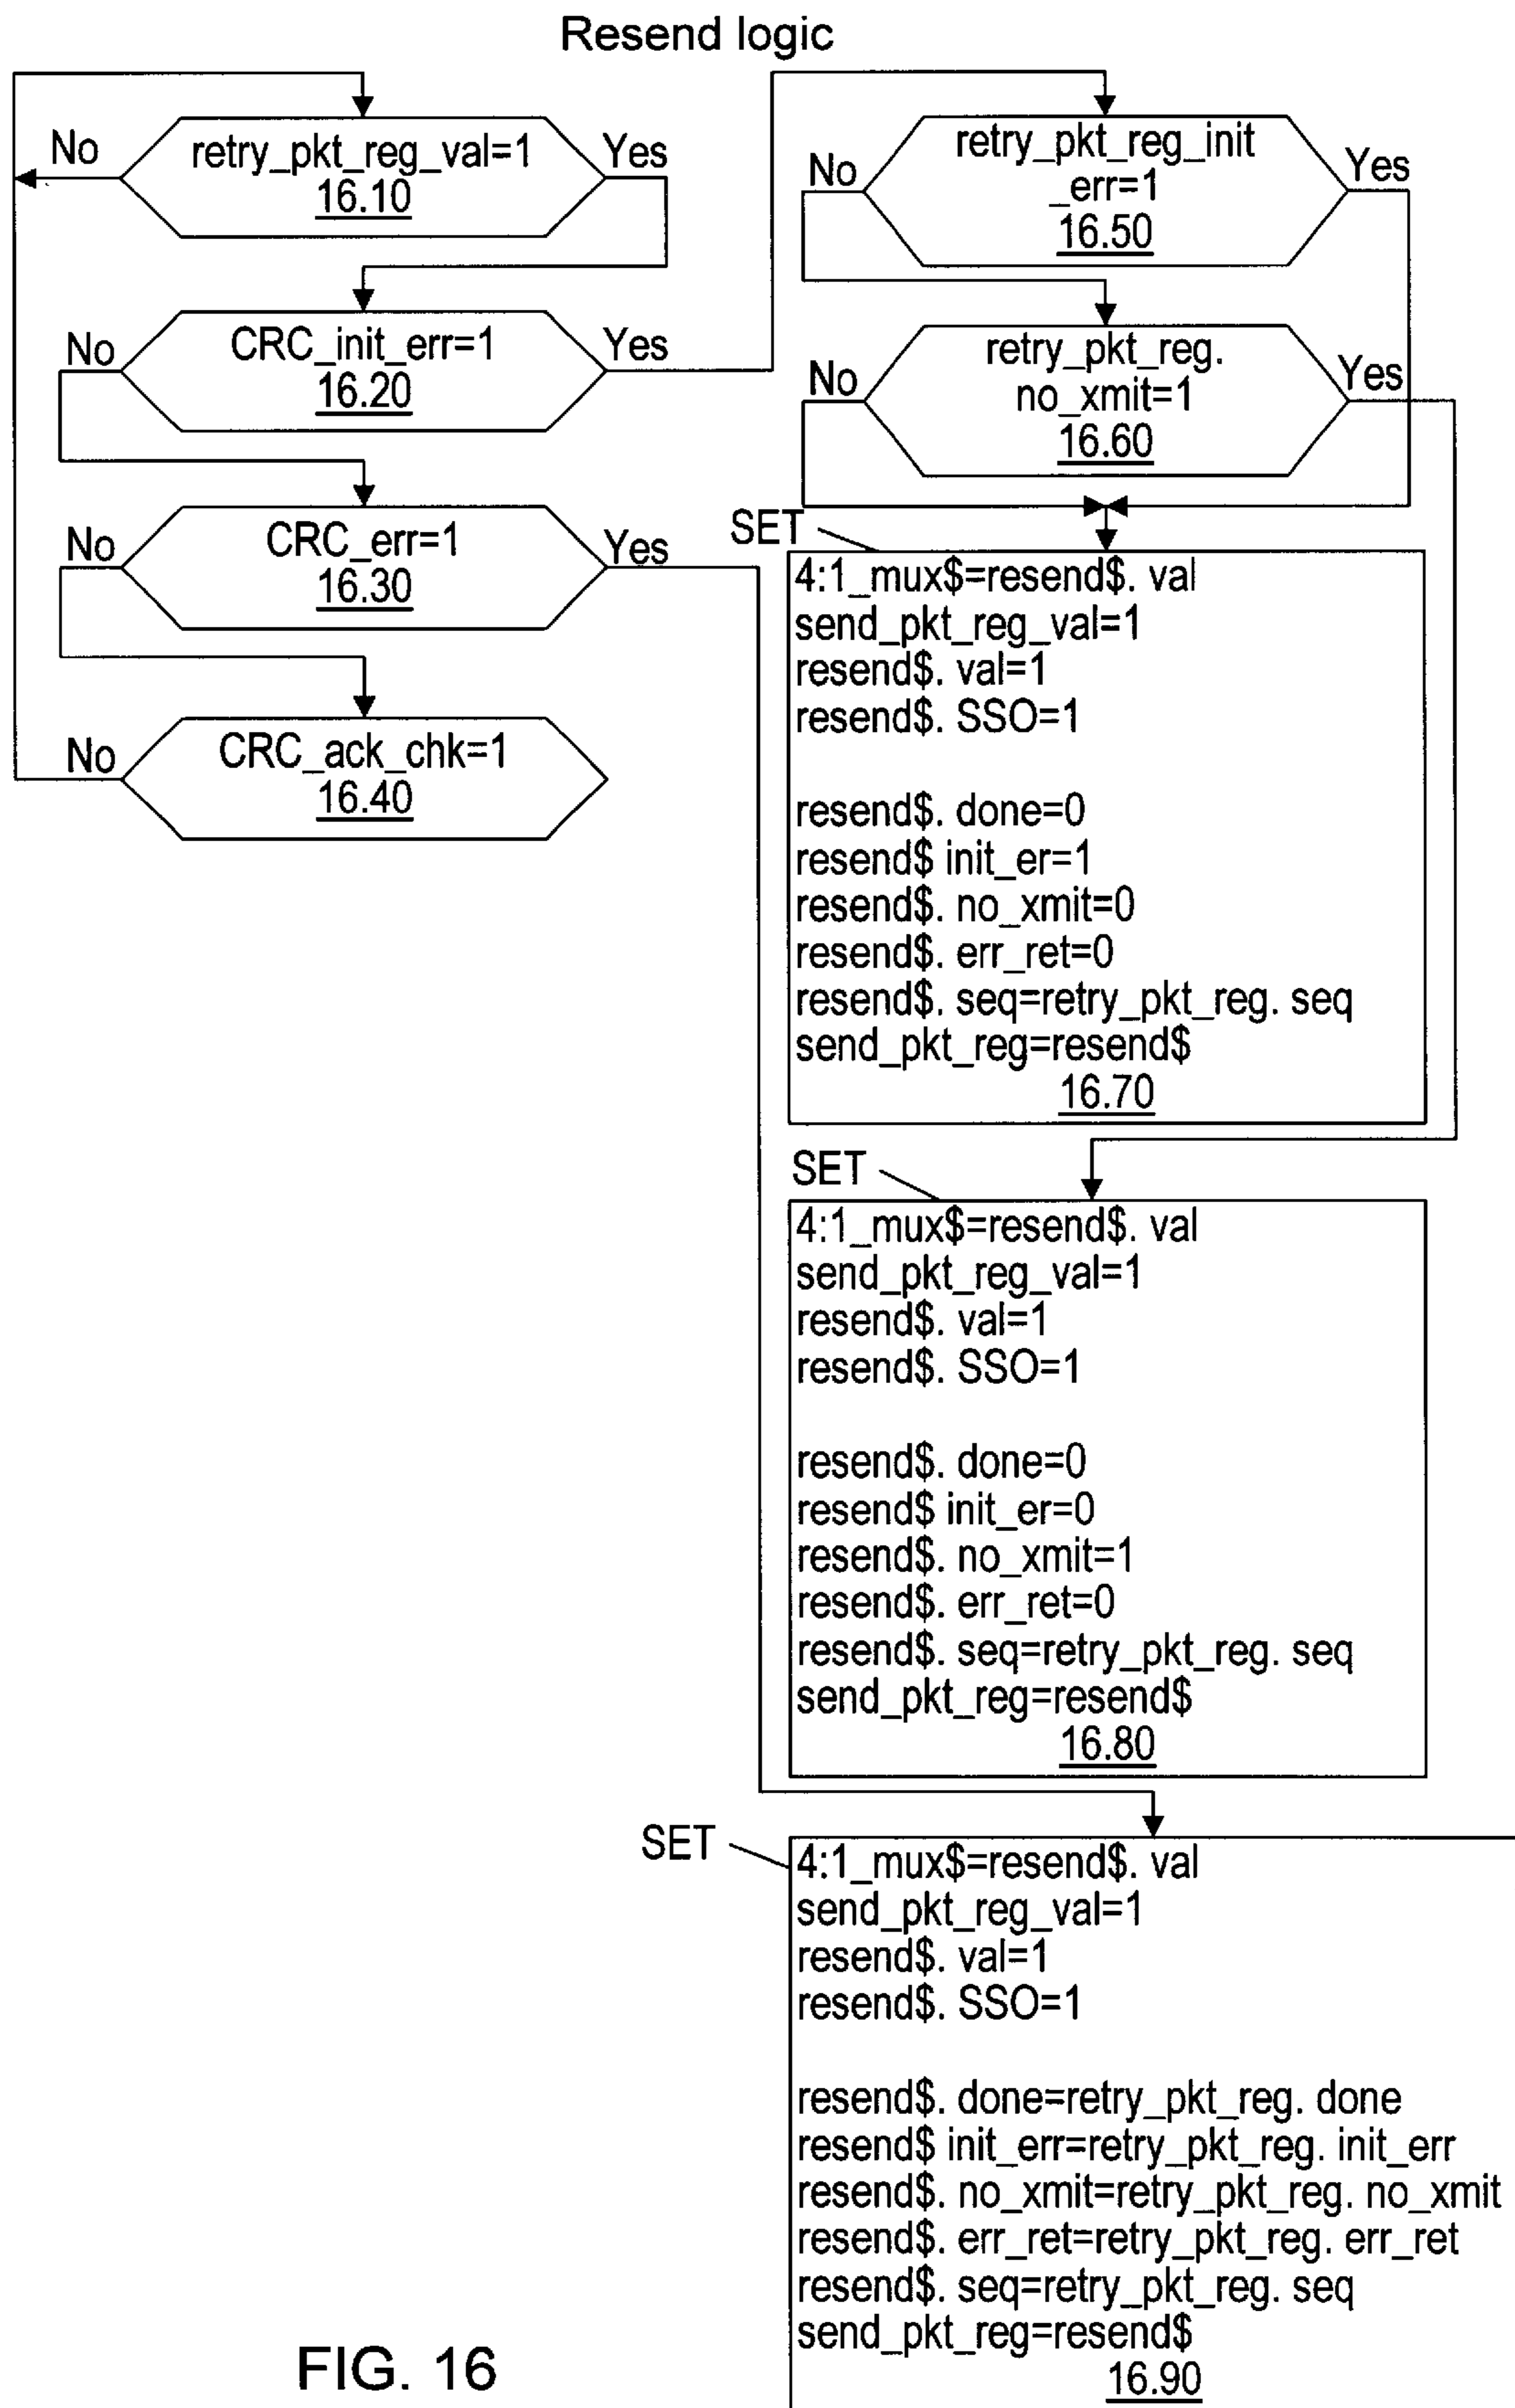 Resend logic
No
retry_pkt_reg_val=1
Yes
16.10
No
CRC_init_err=1
Yes
16.20
No
CRC_err=1
Yes
16.30
No
CRC_ack_chk=1
16.40
No
retry_pkt_reg_init
Yes
_err=1
16.50
No
retry_pkt_reg.
Yes
no_xmit=1
16.60
SET
4:1_mux$=resend$. val
send_pkt_reg_val=1
resend$. val=1
resend$. SSO=1
resend$. done=0
resend$ init_er=1
resend$. no_xmit=0
resend$. err_ret=0
resend$. seq=retry_pkt_reg. seq
send_pkt_reg=resend$
16.70
SET
4:1_mux$=resend$. val
send_pkt_reg_val=1
resend$. val=1
resend$. SSO=1
resend$. done=0
resend$ init_er=0
resend$. no_xmit=1
resend$. err_ret=0
resend$. seq=retry_pkt_reg. seq
send_pkt_reg=resend$
16.80
SET
4:1_mux$=resend$. val
send_pkt_reg_val=1
resend$. val=1
resend$. SSO=1
resend$. done=retry_pkt_reg. done
resend$ init_err=retry_pkt_reg. init_err
resend$. no_xmit=retry_pkt_reg. no_xmit
resend$. err_ret=retry_pkt_reg. err_ret
resend$. seq=retry_pkt_reg. seq
send_pkt_reg=resend$
16.90
FIG. 16